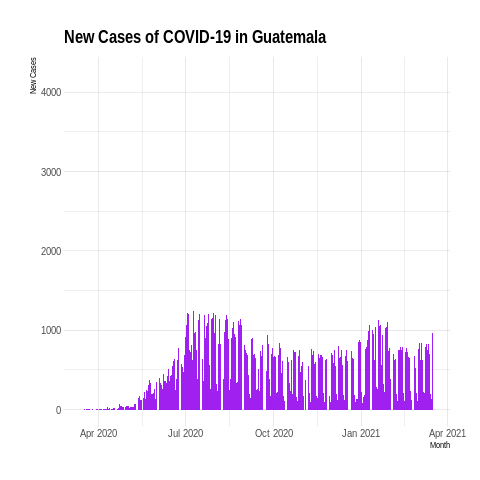 New Cases of COVID-19 in Guatemala
New Cases
4000
3000
2000
1000
0
Apr 2020
Jul 2020
Oct 2020
Jan 2021
Apr 2021
Month